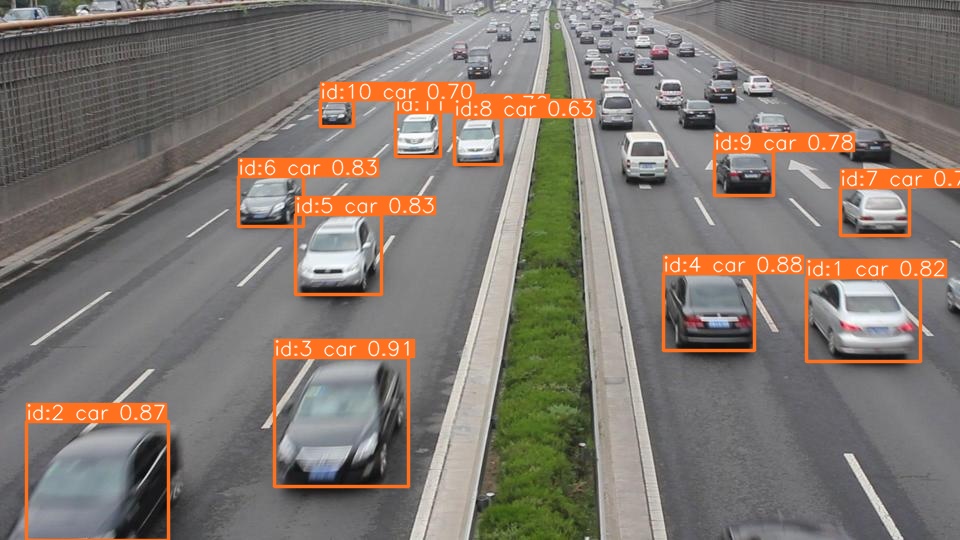 id:10 car 0.70
id:8 car 0.63
id:9 car 0.78
id:6 car 0.83
id:7 car
id:5 car 0.83
id:4 car 0.88
id:1 car 0.82
id:3 car 0.91
id:2 car 0.87